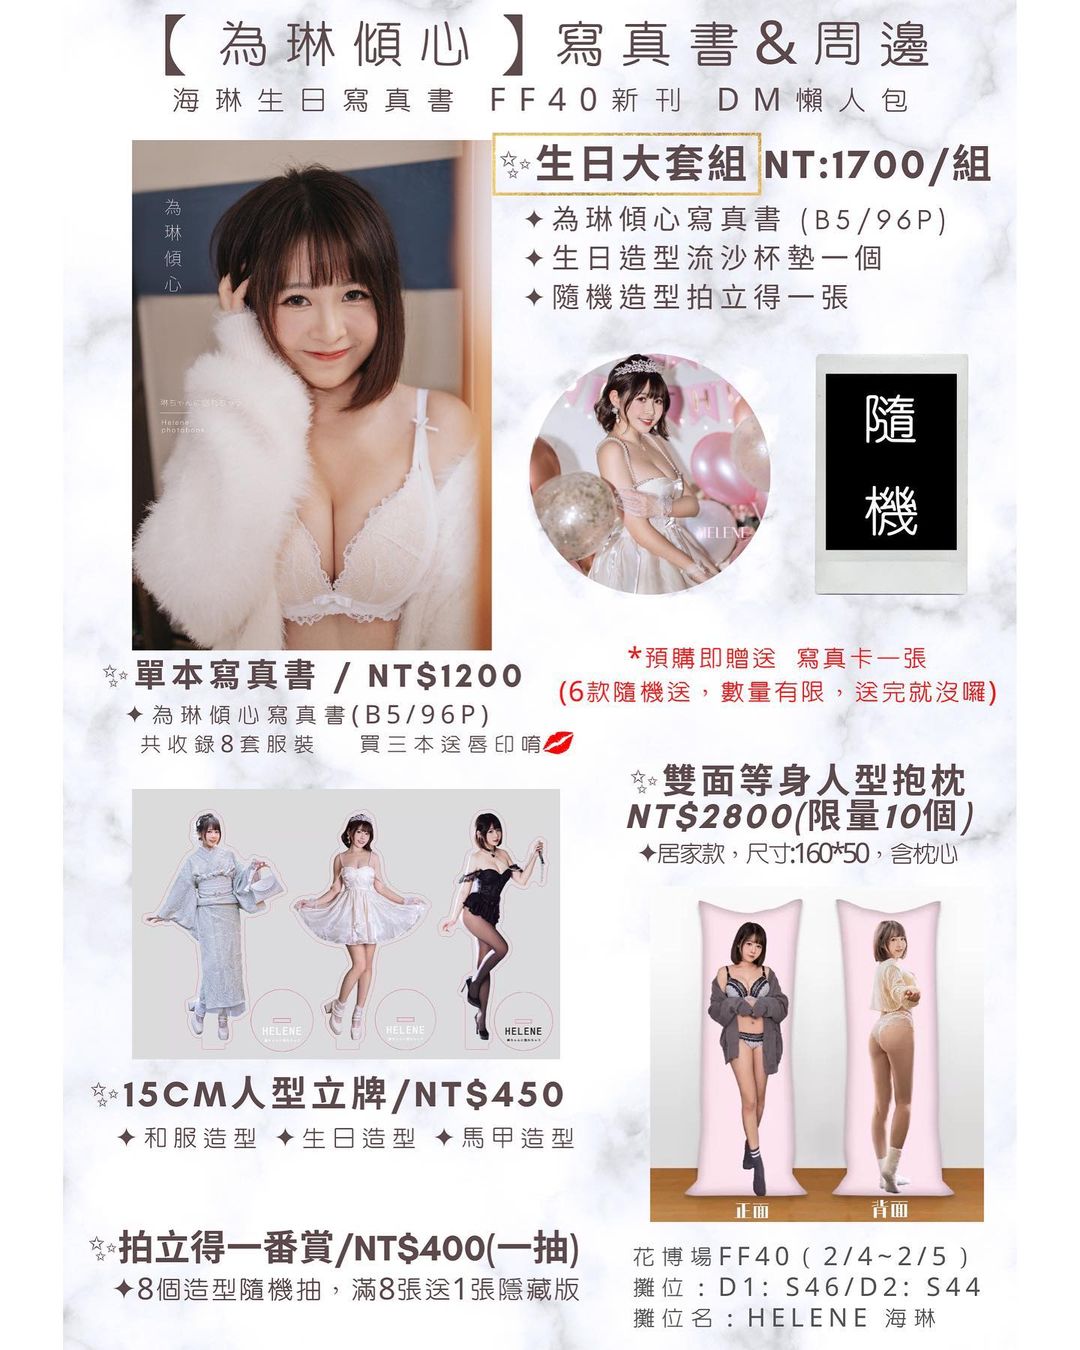 【為琳傾心】寫真書&周邊
海琳生日寫真書 FF40新刊 DM懶人包
為琳傾心
Helene
photobook
生日大套組 NT:1700/組
✦為琳傾心寫真書 (B5/96P)
✦生日造型流沙杯墊一個
✦隨機造型拍立得一張
HELENE
隨機
*預購即贈送 寫真卡一張
(6款隨機送，數量有限，送完就沒囉)
單本寫真書 / NT$1200
✦為琳傾心寫真書(B5/96P)
共收錄8套服裝 買三本送唇印唷💋
HELENE
HELENE
HELENE
15CM人型立牌/NT$450
✦和服造型 ✦生日造型 ✦馬甲造型
雙面等身人型抱枕
NT$2800(限量10個)
✦居家款，尺寸:160*50，含枕心
正面
背面
拍立得一番賞/NT$400(一抽)
✦8個造型隨機抽，滿8張送1張隱藏版
花博場FF40 ( 2/4~2/5 )
攤位：D1: S46/D2: S44
攤位名：HELENE 海琳